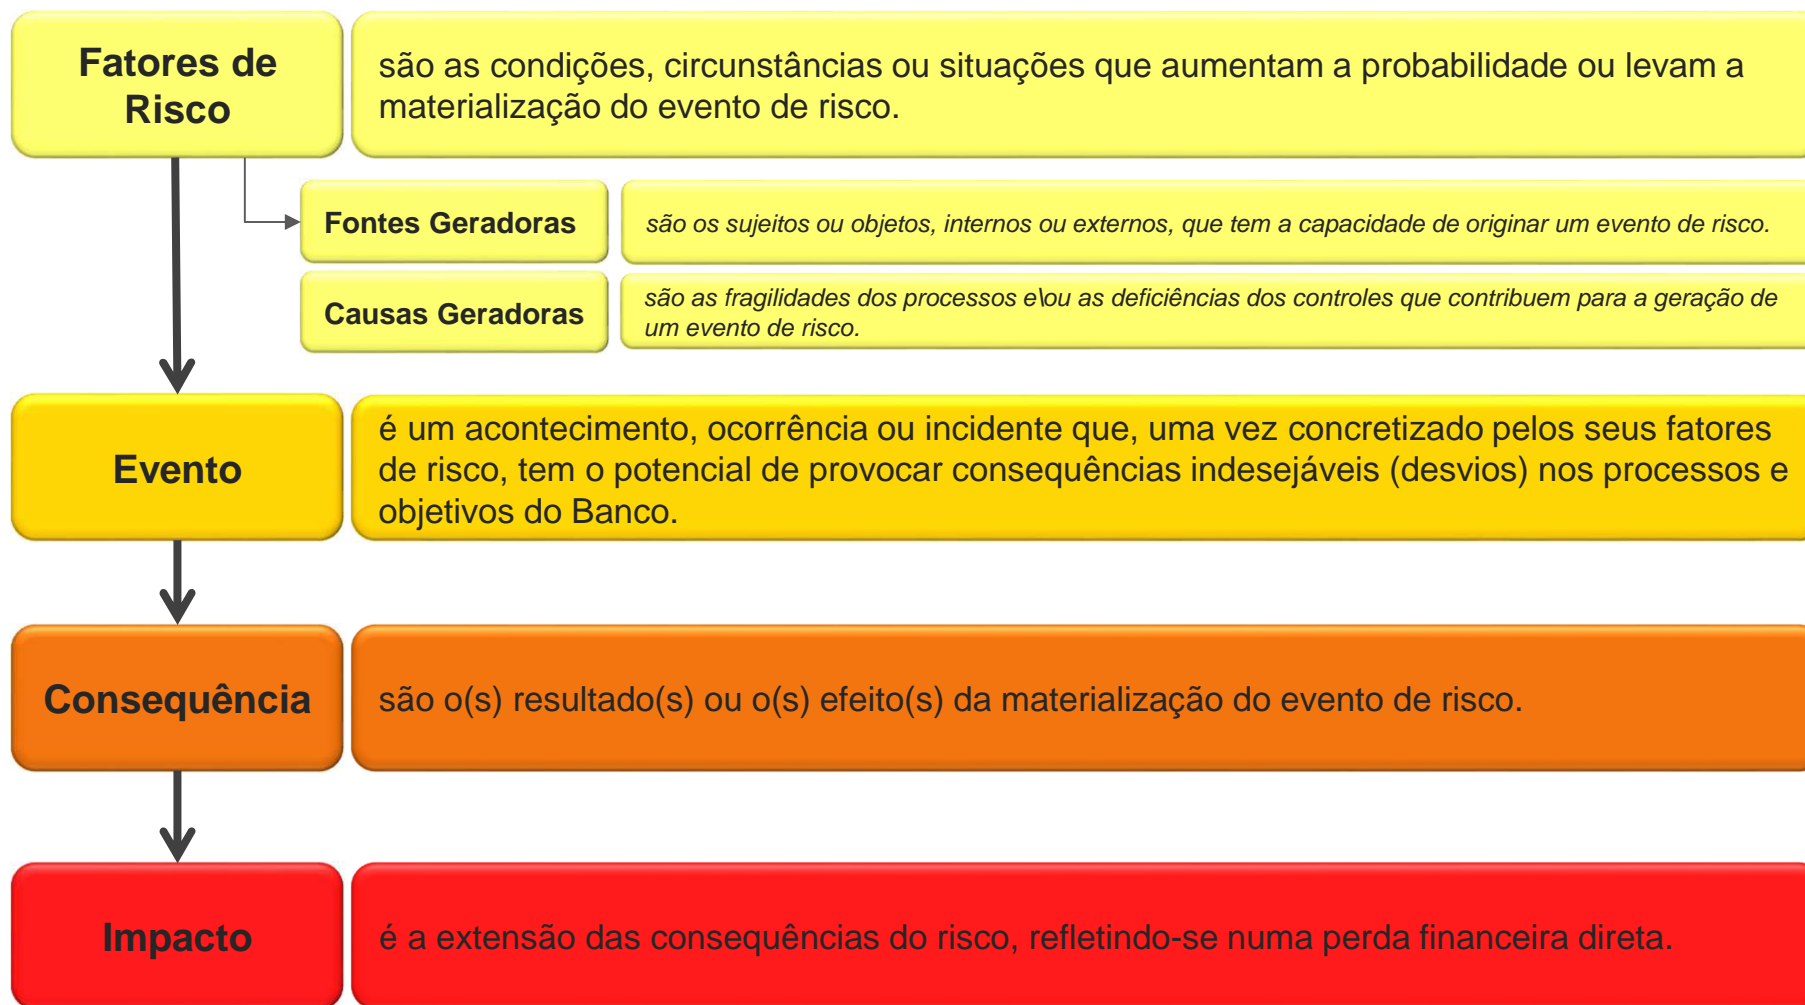 Fatores de
Risco
são as condições, circunstâncias ou situações que aumentam a probabilidade ou levam a
materialização do evento de risco.
Fontes Geradoras
são os sujeitos ou objetos, internos ou externos, que tem a capacidade de originar um evento de risco.
Causas Geradoras
são as fragilidades dos processos e\ou as deficiências dos controles que contribuem para a geração de
um evento de risco.
Evento
é um acontecimento, ocorrência ou incidente que, uma vez concretizado pelos seus fatores
de risco, tem o potencial de provocar consequências indesejáveis (desvios) nos processos e
objetivos do Banco.
Consequência
são o(s) resultado(s) ou o(s) efeito(s) da materialização do evento de risco.
Impacto
é a extensão das consequências do risco, refletindo-se numa perda financeira direta.